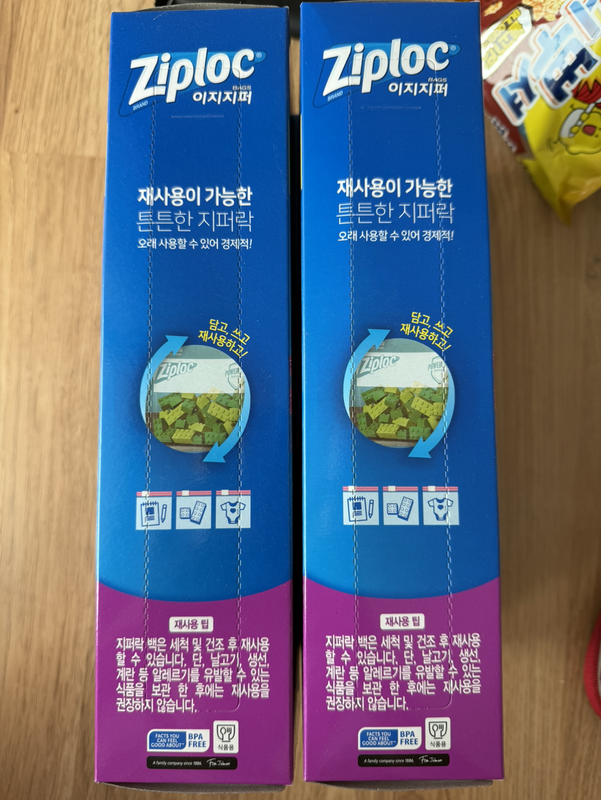 Ziploc®
BRAND
BAGS
이지지퍼
재사용이 가능한
튼튼한 지퍼락
오래 사용할 수 있어 경제적!
담고, 쓰고
재사용하고!
Ziploc
재사용 팁
지퍼락 백은 세척 및 건조 후 재사용
할 수 있습니다. 단, 날고기, 생선,
계란 등 알레르기를 유발할 수 있는
식품을 보관 한 후에는 재사용을
권장하지 않습니다.
FACTS YOU
CAN FEEL
GOOD ABOUT™
BPA
FREE
식품용
A family company since 1886.
Ziploc®
BRAND
BAGS
이지지퍼
재사용이 가능한
튼튼한 지퍼락
오래 사용할 수 있어 경제적!
담고, 쓰고
재사용하고!
Ziploc
재사용 팁
지퍼락 백은 세척 및 건조 후 재사용
할 수 있습니다. 단, 날고기, 생선,
계란 등 알레르기를 유발할 수 있는
식품을 보관 한 후에는 재사용을
권장하지 않습니다.
FACTS YOU
CAN FEEL
GOOD ABOUT™
BPA
FREE
식품용
A family company since 1886.